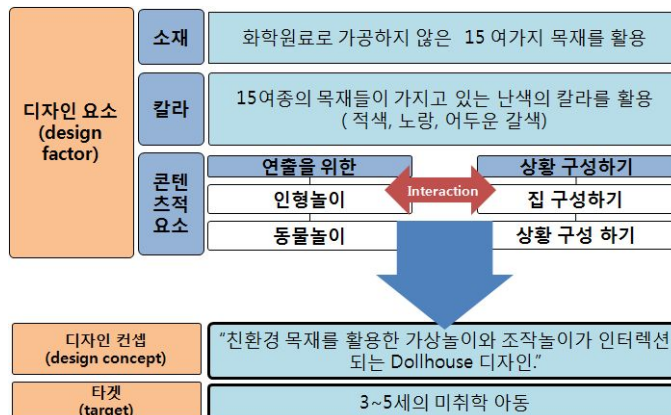 소재
화학원료로 가공하지 않은 15 여가지 목재를 활용
디자인 요소
(design
factor)
칼라
15여종의 목재들이 가지고 있는 난색의 칼라를 활용
( 적색, 노랑, 어두운 갈색)
콘텐
츠적
요소
연출을 위한
Interaction
상황 구성하기
인형놀이
집 구성하기
동물놀이
상황 구성 하기
디자인 컨셉
(design concept)
“친환경 목재를 활용한 가상놀이와 조작놀이가 인터렉션
되는 Dollhouse 디자인.”
타겟
(target)
3~5세의 미취학 아동